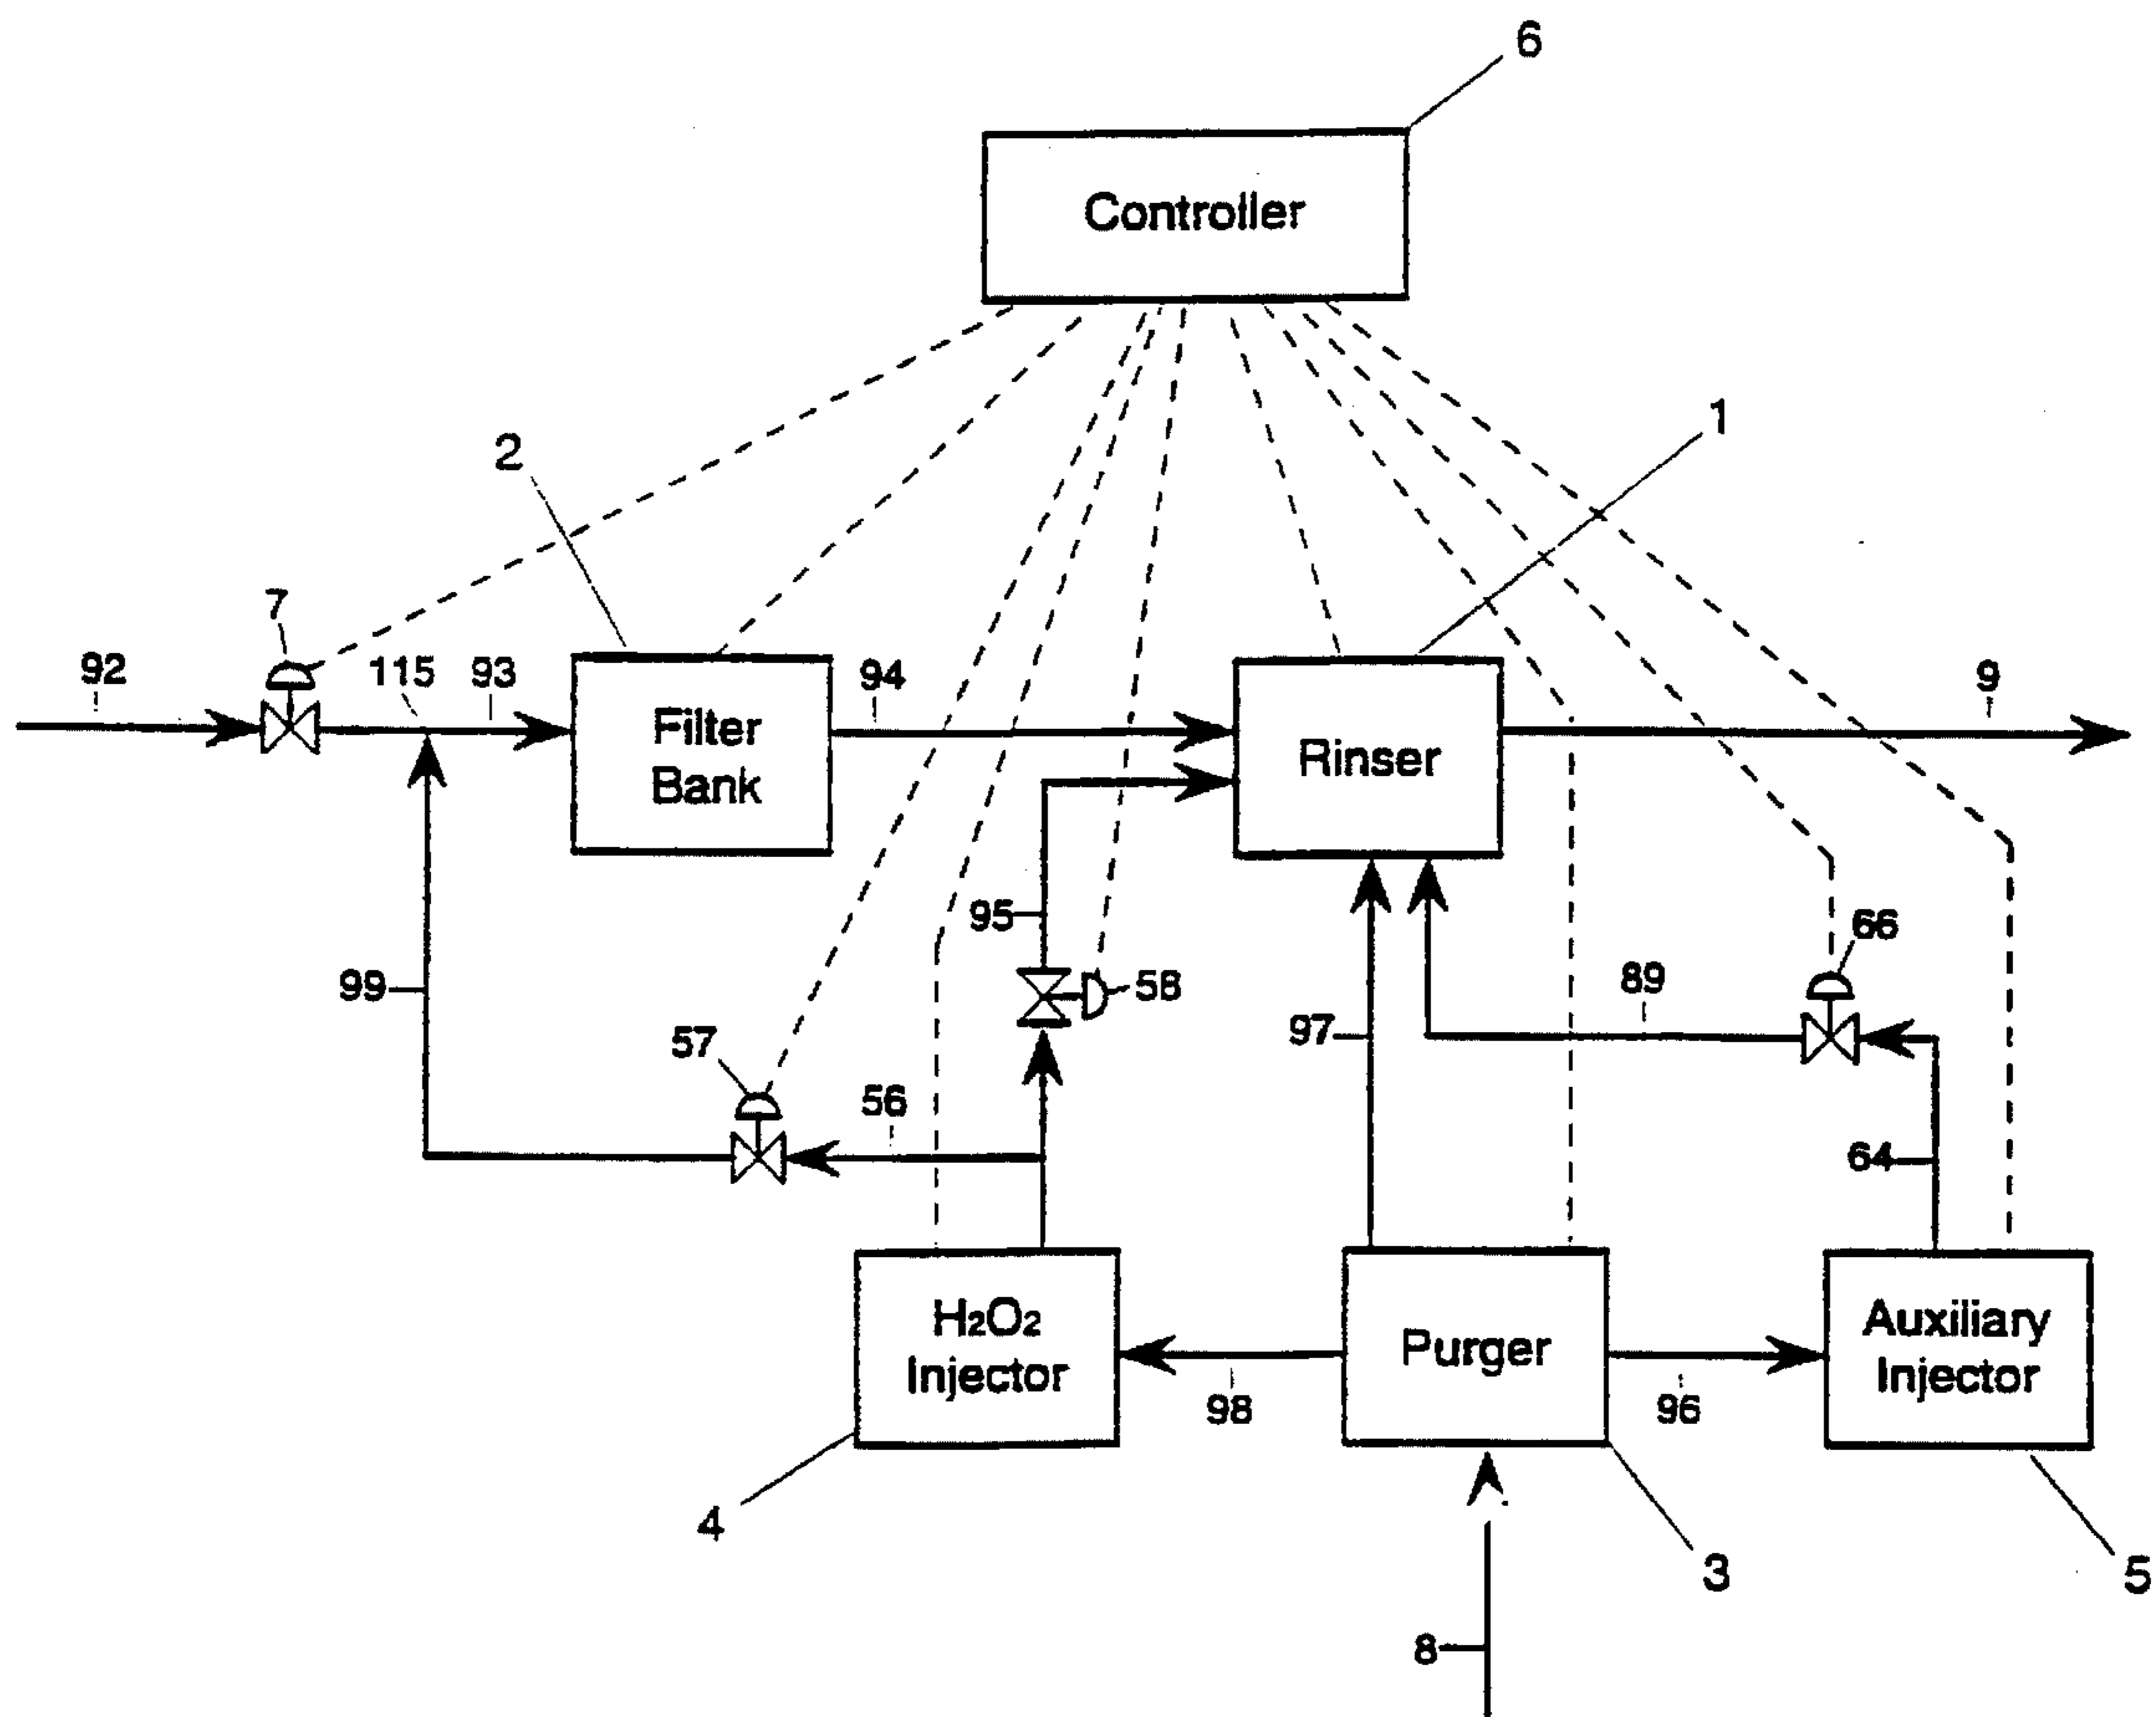 6
Controller
1
2
7
92
115
93
94
9
Filter
Bank
Rinser
95
66
99
58
89
97
57
56
64
H₂O₂
Injector
Purger
Auxiliary
Injector
98
96
4
3
5
8